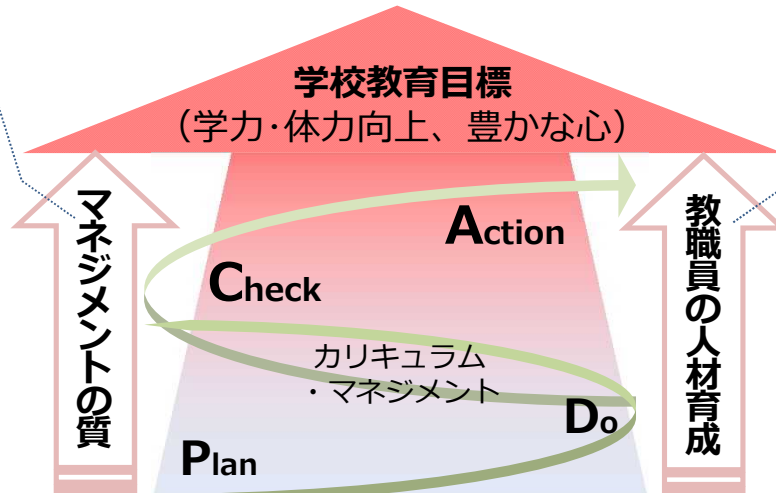 学校教育目標
（学力･体力向上、豊かな心）
マネジメントの質
Action
Check
カリキュラム
・マネジメント
Do
Plan
教職員の人材育成